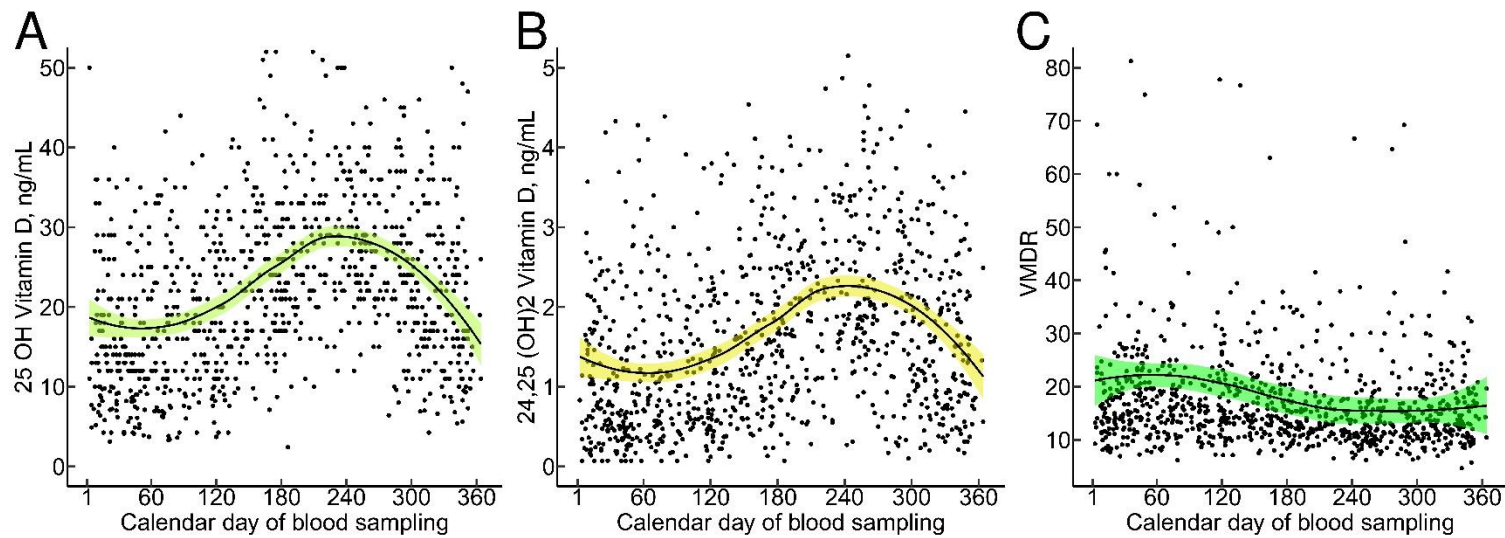 A
25 OH Vitamin D, ng/mL
50
40
30
20
10
0
1 60 120 180 240 300 360
Calendar day of blood sampling
B
24,25 (OH)2 Vitamin D, ng/mL
5
4
3
2
1
0
1 60 120 180 240 300 360
Calendar day of blood sampling
C
VMDR
80
70
60
50
40
30
20
10
1 60 120 180 240 300 360
Calendar day of blood sampling